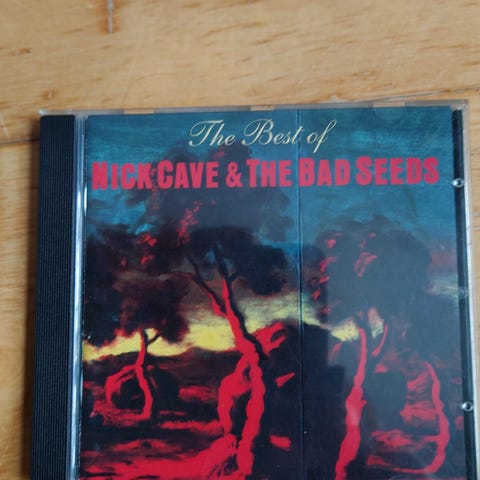 The Best of
NICK CAVE & THE BAD SEEDS